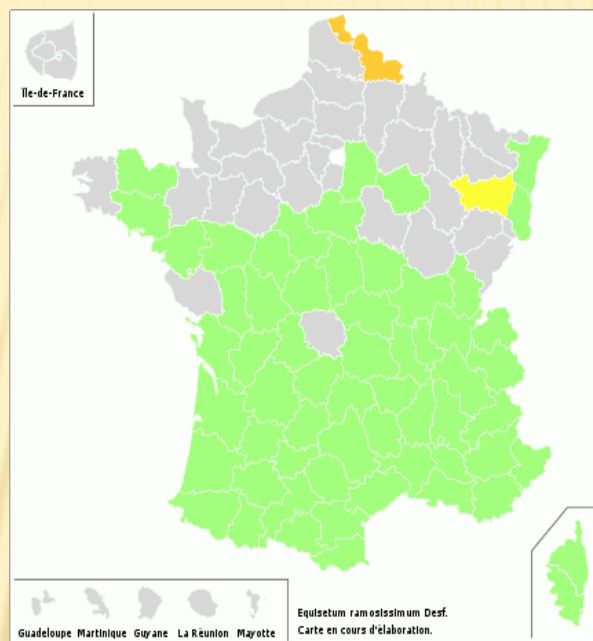 Île-de-France
Guadeloupe Martinique Guyane La Réunion Mayotte
Equisetum ramosissimum Desf.
Carte en cours d'élaboration.